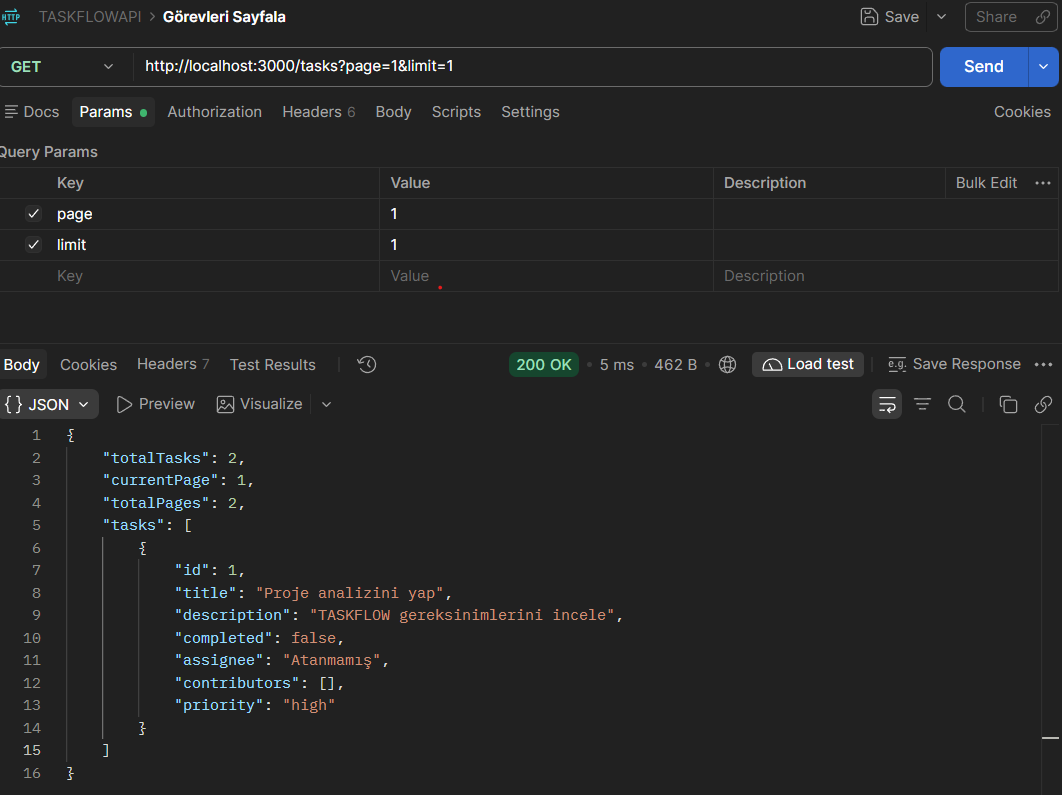 HTTP TASKFLOWAPI > Görevleri Sayfala Save Share
GET http://localhost:3000/tasks?page=1&limit=1 Send
Docs Params Authorization Headers 6 Body Scripts Settings Cookies
Query Params
Key Value Description Bulk Edit
page 1
limit 1
Key Value Description
Body Cookies Headers 7 Test Results 200 OK 5 ms 462 B Load test e.g. Save Response
{ } JSON Preview Visualize
1 {
2 "totalTasks": 2,
3 "currentPage": 1,
4 "totalPages": 2,
5 "tasks": [
6 {
7 "id": 1,
8 "title": "Proje analizini yap",
9 "description": "TASKFLOW gereksinimlerini incele",
10 "completed": false,
11 "assignee": "Atanmamış",
12 "contributors": [],
13 "priority": "high"
14 }
15 ]
16 }